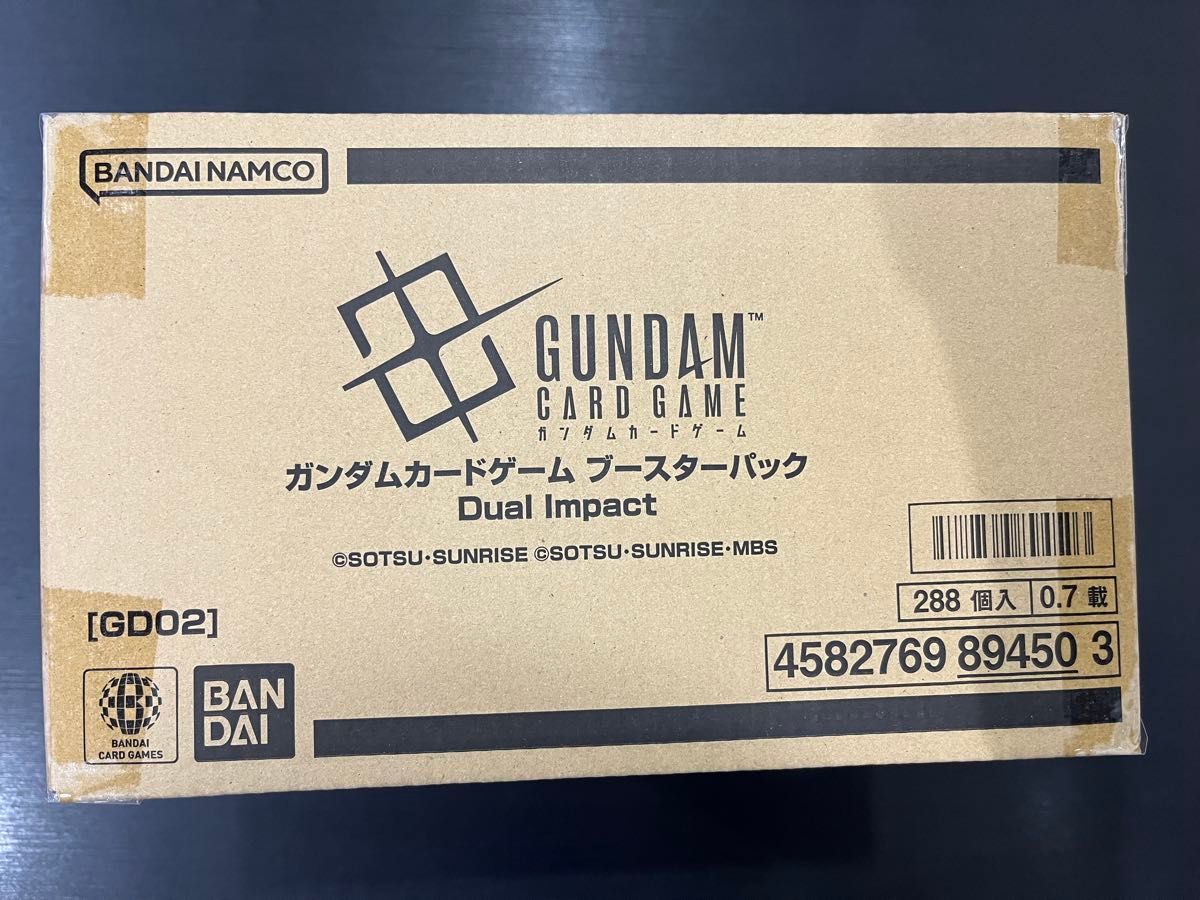 BANDAI NAMCO
GUNDAM™
CARD GAME
ガンダムカードゲーム
ガンダムカードゲーム ブースターパック
Dual Impact
©SOTSU・SUNRISE ©SOTSU・SUNRISE・MBS
288 個入 0.7 載
[GD02]
4582769 89450 3
BANDAI
CARD GAMES
BAN
DAI